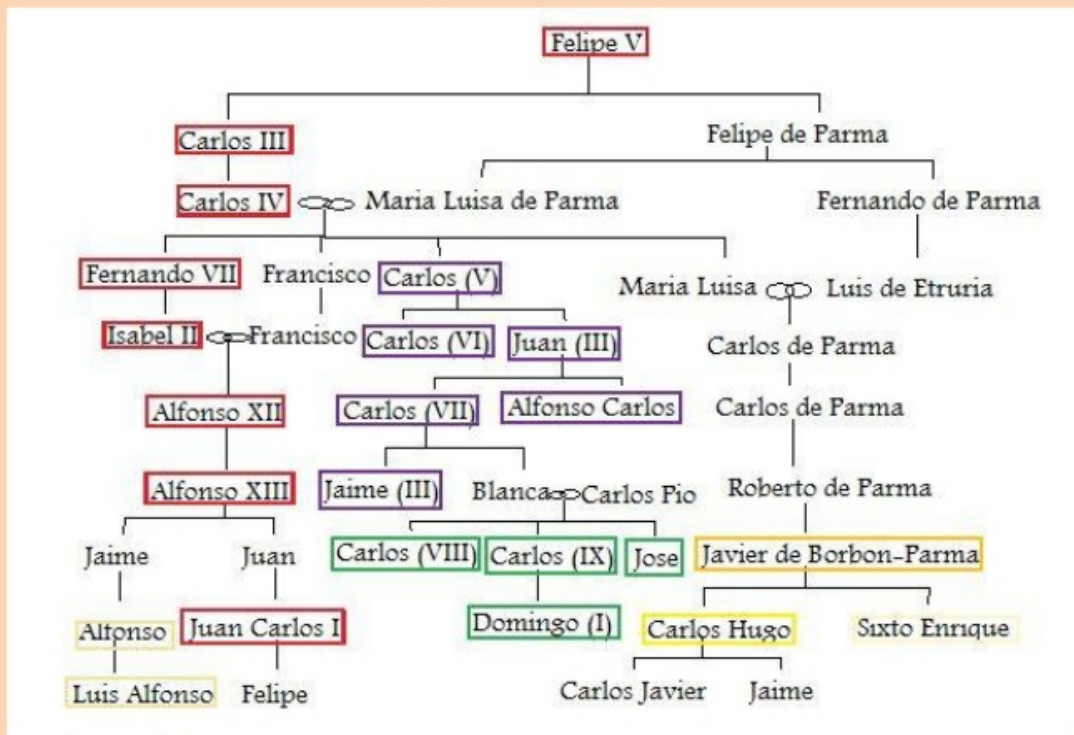 Felipe V
Carlos III
Felipe de Parma
Carlos IV
Maria Luisa de Parma
Fernando de Parma
Fernando VII
Francisco
Carlos (V)
Maria Luisa
Luis de Etruria
Isabel II
Francisco
Carlos (VI)
Juan (III)
Carlos de Parma
Alfonso XII
Carlos (VII)
Alfonso Carlos
Carlos de Parma
Alfonso XIII
Jaime (III)
Blanca
Carlos Pio
Roberto de Parma
Jaime
Juan
Carlos (VIII)
Carlos (IX)
Jose
Javier de Borbon-Parma
Alfonso
Juan Carlos I
Domingo (I)
Carlos Hugo
Sixto Enrique
Luis Alfonso
Felipe
Carlos Javier
Jaime